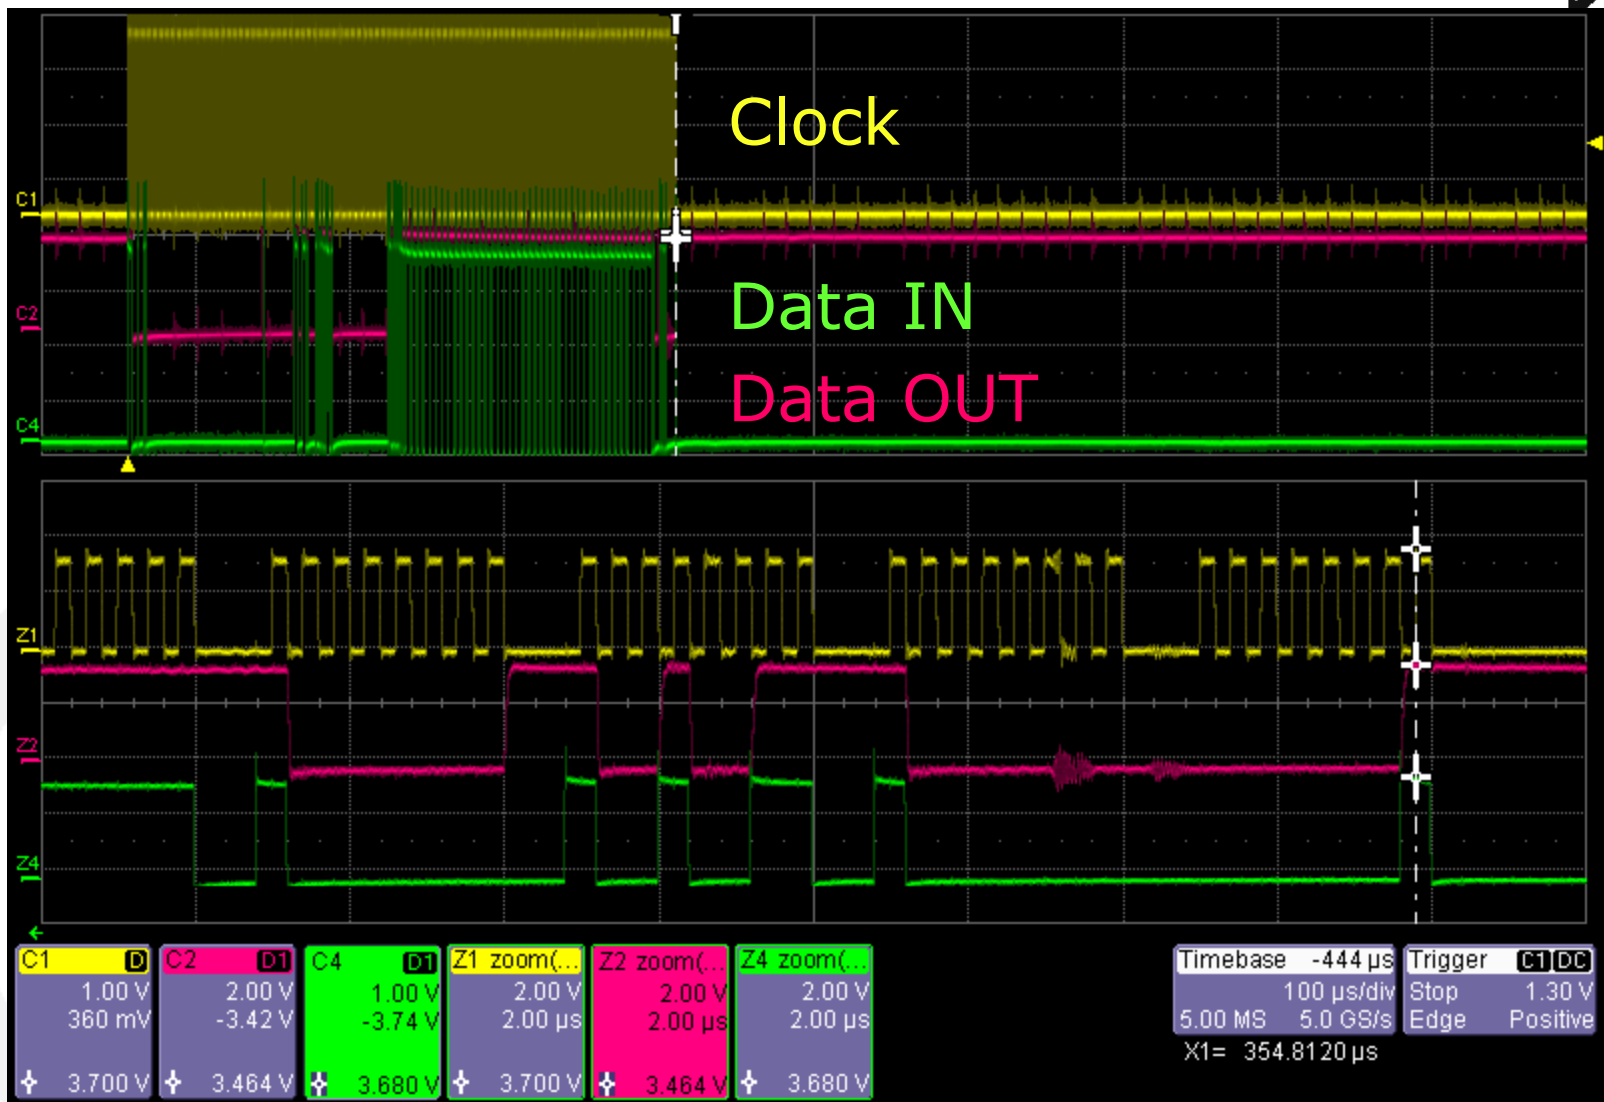 C1
Clock
C2
Data IN
Data OUT
C4
Z1
Z2
Z4
C1 D
1.00 V
360 mV
3.700 V
C2 D1
2.00 V
-3.42 V
3.464 V
C4 D1
1.00 V
-3.74 V
3.680 V
Z1 zoom(...
2.00 V
2.00 µs
3.700 V
Z2 zoom(...
2.00 V
2.00 µs
3.464 V
Z4 zoom(...
2.00 V
2.00 µs
3.680 V
Timebase -444 µs
100 µs/div
5.00 MS 5.0 GS/s
Trigger C1 DC
Stop 1.30 V
Edge Positive
X1= 354.8120 µs